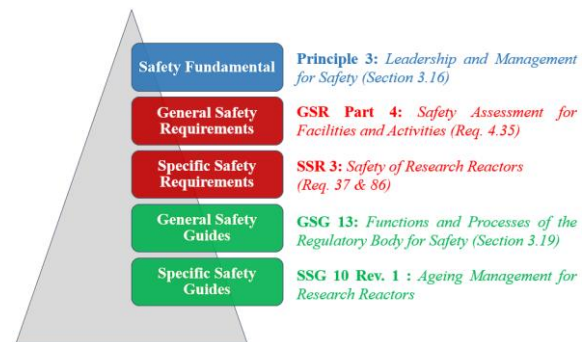 Safety Fundamental
Principle 3: Leadership and Management
for Safety (Section 3.16)
General Safety
Requirements
GSR Part 4: Safety Assessment for
Facilities and Activities (Req. 4.35)
Specific Safety
Requirements
SSR 3: Safety of Research Reactors
(Req. 37 & 86)
General Safety
Guides
GSG 13: Functions and Processes of the
Regulatory Body for Safety (Section 3.19)
Specific Safety
Guides
SSG 10 Rev. 1 : Ageing Management for
Research Reactors